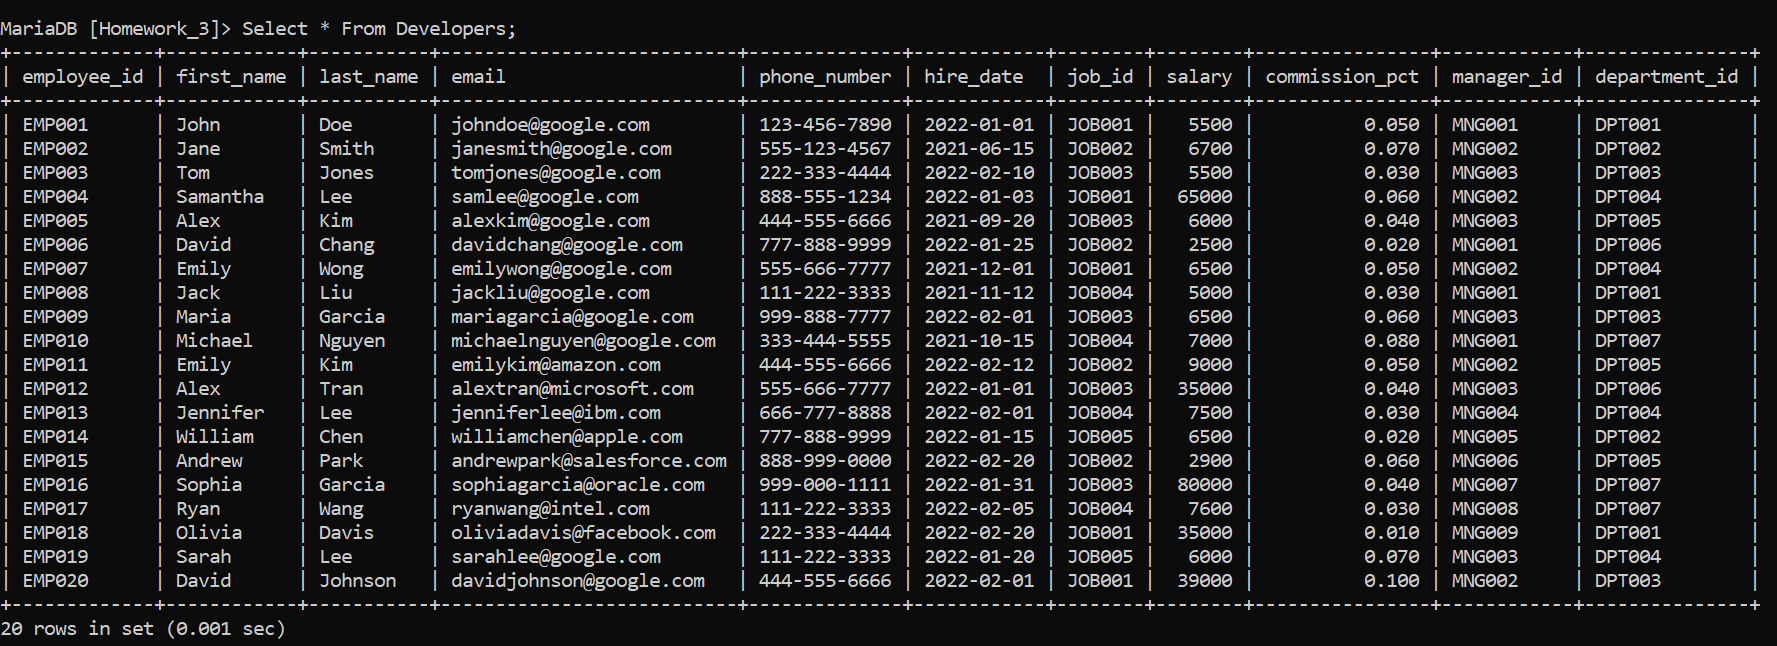 MariaDB [Homework_3]> Select * From Developers;
+-------------+------------+-----------+----------------------------+--------------+------------+--------+--------+----------------+------------+---------------+
| employee_id | first_name | last_name | email                      | phone_number | hire_date  | job_id | salary | commission_pct | manager_id | department_id |
+-------------+------------+-----------+----------------------------+--------------+------------+--------+--------+----------------+------------+---------------+
| EMP001      | John       | Doe       | johndoe@google.com         | 123-456-7890 | 2022-01-01 | JOB001 |   5500 |          0.050 | MNG001     | DPT001        |
| EMP002      | Jane       | Smith     | janesmith@google.com       | 555-123-4567 | 2021-06-15 | JOB002 |   6700 |          0.070 | MNG002     | DPT002        |
| EMP003      | Tom        | Jones     | tomjones@google.com        | 222-333-4444 | 2022-02-10 | JOB003 |   5500 |          0.030 | MNG003     | DPT003        |
| EMP004      | Samantha   | Lee       | samlee@google.com          | 888-555-1234 | 2022-01-03 | JOB001 |  65000 |          0.060 | MNG002     | DPT004        |
| EMP005      | Alex       | Kim       | alexkim@google.com         | 444-555-6666 | 2021-09-20 | JOB003 |   6000 |          0.040 | MNG003     | DPT005        |
| EMP006      | David      | Chang     | davidchang@google.com      | 777-888-9999 | 2022-01-25 | JOB002 |   2500 |          0.020 | MNG001     | DPT006        |
| EMP007      | Emily      | Wong      | emilywong@google.com       | 555-666-7777 | 2021-12-01 | JOB001 |   6500 |          0.050 | MNG002     | DPT004        |
| EMP008      | Jack       | Liu       | jackliu@google.com         | 111-222-3333 | 2021-11-12 | JOB004 |   5000 |          0.030 | MNG001     | DPT001        |
| EMP009      | Maria      | Garcia    | mariagarcia@google.com     | 999-888-7777 | 2022-02-01 | JOB003 |   6500 |          0.060 | MNG003     | DPT003        |
| EMP010      | Michael    | Nguyen    | michaelnguyen@google.com   | 333-444-5555 | 2021-10-15 | JOB004 |   7000 |          0.080 | MNG001     | DPT007        |
| EMP011      | Emily      | Kim       | emilykim@amazon.com        | 444-555-6666 | 2022-02-12 | JOB002 |   9000 |          0.050 | MNG002     | DPT005        |
| EMP012      | Alex       | Tran      | alextran@microsoft.com     | 555-666-7777 | 2022-01-01 | JOB003 |  35000 |          0.040 | MNG003     | DPT006        |
| EMP013      | Jennifer   | Lee       | jenniferlee@ibm.com        | 666-777-8888 | 2022-02-01 | JOB004 |   7500 |          0.030 | MNG004     | DPT004        |
| EMP014      | William    | Chen      | williamchen@apple.com      | 777-888-9999 | 2022-01-15 | JOB005 |   6500 |          0.020 | MNG005     | DPT002        |
| EMP015      | Andrew     | Park      | andrewpark@salesforce.com  | 888-999-0000 | 2022-02-20 | JOB002 |   2900 |          0.060 | MNG006     | DPT005        |
| EMP016      | Sophia     | Garcia    | sophiagarcia@oracle.com    | 999-000-1111 | 2022-01-31 | JOB003 |  80000 |          0.040 | MNG007     | DPT007        |
| EMP017      | Ryan       | Wang      | ryanwang@intel.com         | 111-222-3333 | 2022-02-05 | JOB004 |   7600 |          0.030 | MNG008     | DPT007        |
| EMP018      | Olivia     | Davis     | oliviadavis@facebook.com   | 222-333-4444 | 2022-02-20 | JOB001 |  35000 |          0.010 | MNG009     | DPT001        |
| EMP019      | Sarah      | Lee       | sarahlee@google.com        | 111-222-3333 | 2022-01-20 | JOB005 |   6000 |          0.070 | MNG003     | DPT004        |
| EMP020      | David      | Johnson   | davidjohnson@google.com    | 444-555-6666 | 2022-02-01 | JOB001 |  39000 |          0.100 | MNG002     | DPT003        |
+-------------+------------+-----------+----------------------------+--------------+------------+--------+--------+----------------+------------+---------------+
20 rows in set (0.001 sec)